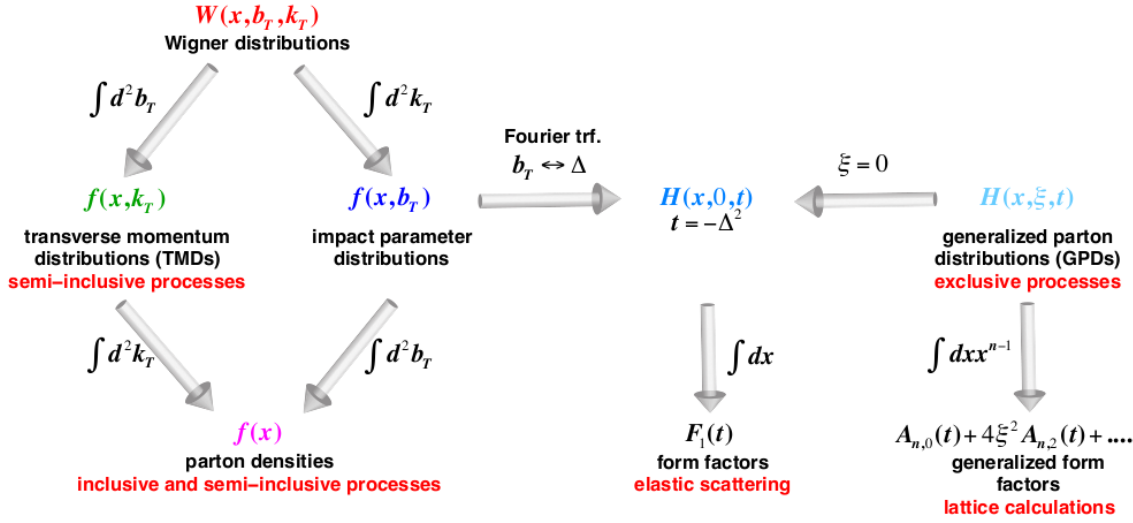 W(x,b_T,k_T)
Wigner distributions
∫d²b_T
∫d²k_T
Fourier trf.
b_T ↔ Δ
ξ=0
f(x,k_T)
f(x,b_T)
H(x,0,t)
t=−Δ²
H(x,ξ,t)
transverse momentum
distributions (TMDs)
semi−inclusive processes
impact parameter
distributions
generalized parton
distributions (GPDs)
exclusive processes
∫d²k_T
∫d²b_T
∫dx
∫dxx^{n−1}
f(x)
parton densities
inclusive and semi−inclusive processes
F₁(t)
form factors
elastic scattering
A_{n,0}(t)+4ξ²A_{n,2}(t)+....
generalized form
factors
lattice calculations